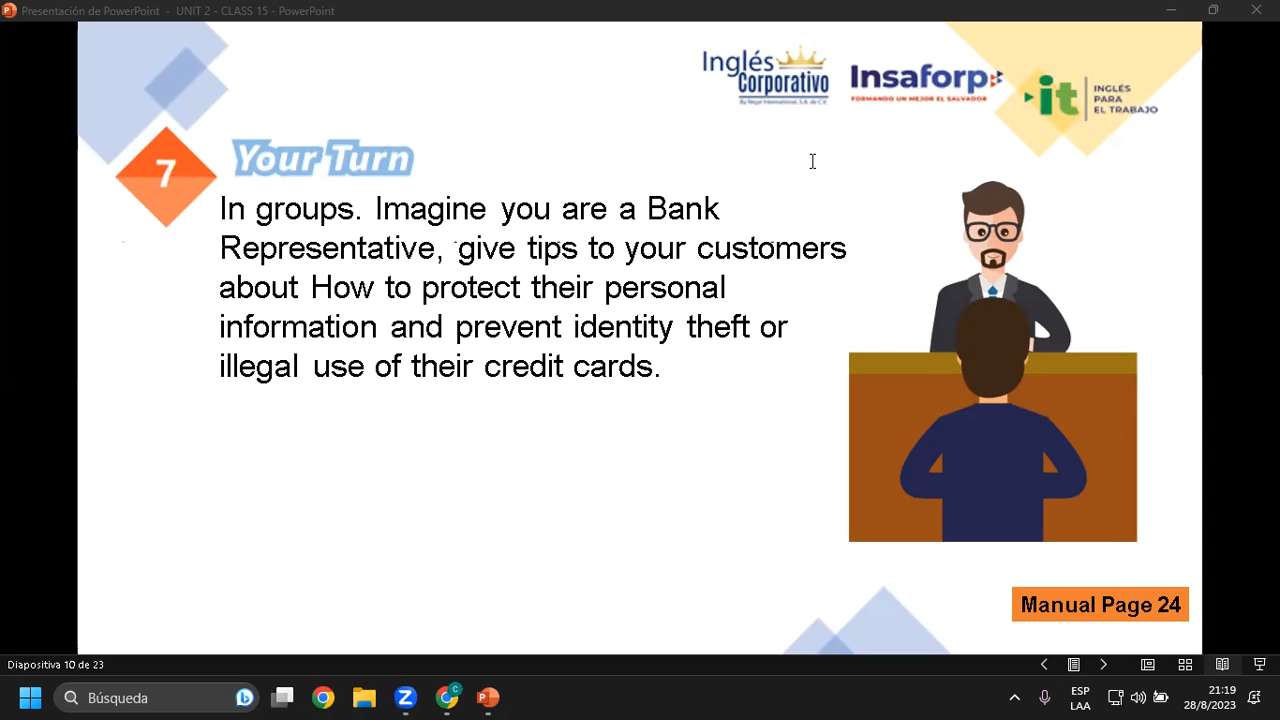 Presentación de PowerPoint - UNIT 2 - CLASS 15 - PowerPoint
Inglés
Corporativo
By Regal International, S.A. de C.V.
Insaforp
FORMANDO UN MEJOR EL SALVADOR
it
INGLÉS
PARA
EL TRABAJO
7
Your Turn
In groups. Imagine you are a Bank
Representative, give tips to your customers
about How to protect their personal
information and prevent identity theft or
illegal use of their credit cards.
Manual Page 24
Diapositiva 10 de 23
Búsqueda
ESP
LAA
21:19
28/8/2023